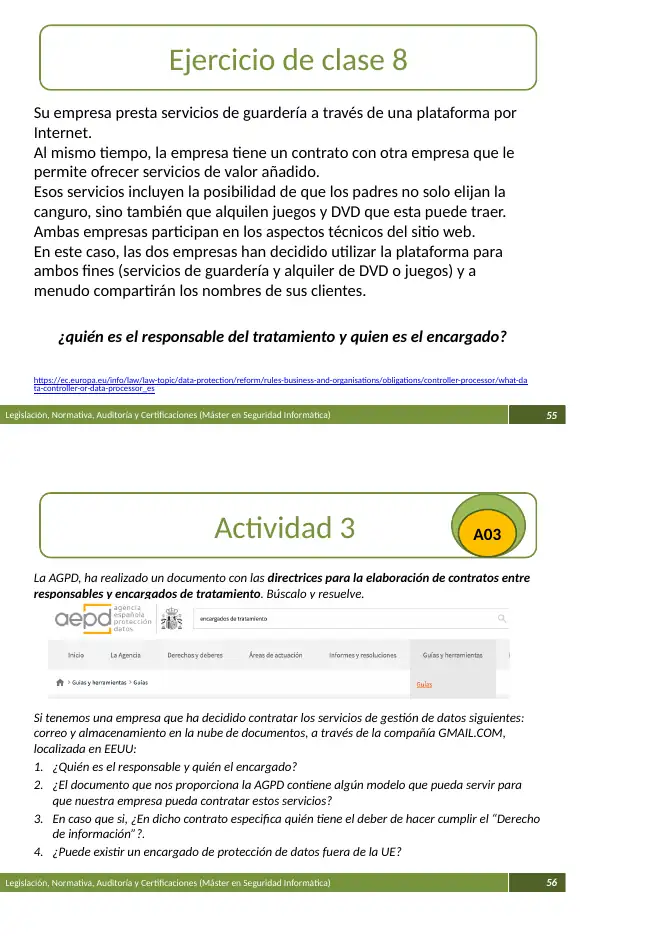 Ejercicio de clase 8
Su empresa presta servicios de guardería a través de una plataforma por
Internet.
Al mismo tiempo, la empresa tiene un contrato con otra empresa que le
permite ofrecer servicios de valor añadido.
Esos servicios incluyen la posibilidad de que los padres no solo elijan la
canguro, sino también que alquilen juegos y DVD que esta puede traer.
Ambas empresas participan en los aspectos técnicos del sitio web.
En este caso, las dos empresas han decidido utilizar la plataforma para
ambos fines (servicios de guardería y alquiler de DVD o juegos) y a
menudo compartirán los nombres de sus clientes.
¿quién es el responsable del tratamiento y quien es el encargado?
https://ec.europa.eu/info/law/law-topic/data-protection/reform/rules-business-and-organisations/obligations/controller-processor/what-da
ta-controller-or-data-processor_es
Legislación, Normativa, Auditoría y Certificaciones (Máster en Seguridad Informática)
55
Actividad 3
A03
La AGPD, ha realizado un documento con las directrices para la elaboración de contratos entre
responsables y encargados de tratamiento. Búscalo y resuelve.
aepd agencia española protección datos
encargados de tratamiento
Inicio La Agencia Derechos y deberes Áreas de actuación Informes y resoluciones Guías y herramientas
> Guías y herramientas > Guías
Guías
Si tenemos una empresa que ha decidido contratar los servicios de gestión de datos siguientes:
correo y almacenamiento en la nube de documentos, a través de la compañía GMAIL.COM,
localizada en EEUU:
1. ¿Quién es el responsable y quién el encargado?
2. ¿El documento que nos proporciona la AGPD contiene algún modelo que pueda servir para
que nuestra empresa pueda contratar estos servicios?
3. En caso que si, ¿En dicho contrato especifica quién tiene el deber de hacer cumplir el “Derecho
de información”?.
4. ¿Puede existir un encargado de protección de datos fuera de la UE?
Legislación, Normativa, Auditoría y Certificaciones (Máster en Seguridad Informática)
56